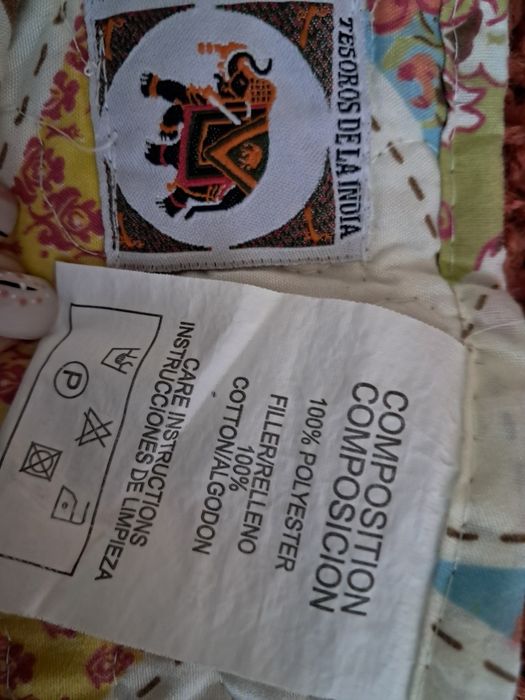 TESOROS DE LA INDIA
COMPOSITION
COMPOSICION
100% POLYESTER
FILLER/RELLENO
100%
COTTON/ALGODON
CARE INSTRUCTIONS
INSTRUCCIONES DE LIMPIEZA
P